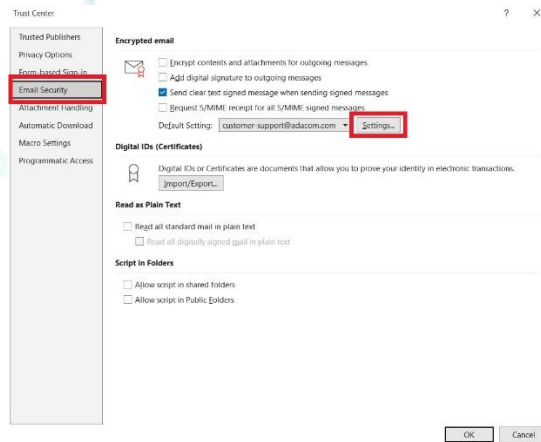 Trust Center
? ×
Trusted Publishers
Privacy Options
Form-based Sign-in
Email Security
Attachment Handling
Automatic Download
Macro Settings
Programmatic Access
Encrypted email
Encrypt contents and attachments for outgoing messages
Add digital signature to outgoing messages
Send clear text signed message when sending signed messages
Request S/MIME receipt for all S/MIME signed messages
Default Setting: customer-support@adacom.com Settings...
Digital IDs (Certificates)
Digital IDs or Certificates are documents that allow you to prove your identity in electronic transactions.
Import/Export...
Read as Plain Text
Read all standard mail in plain text
Read all digitally signed mail in plain text
Script in Folders
Allow script in shared folders
Allow script in Public Folders
OK Cancel